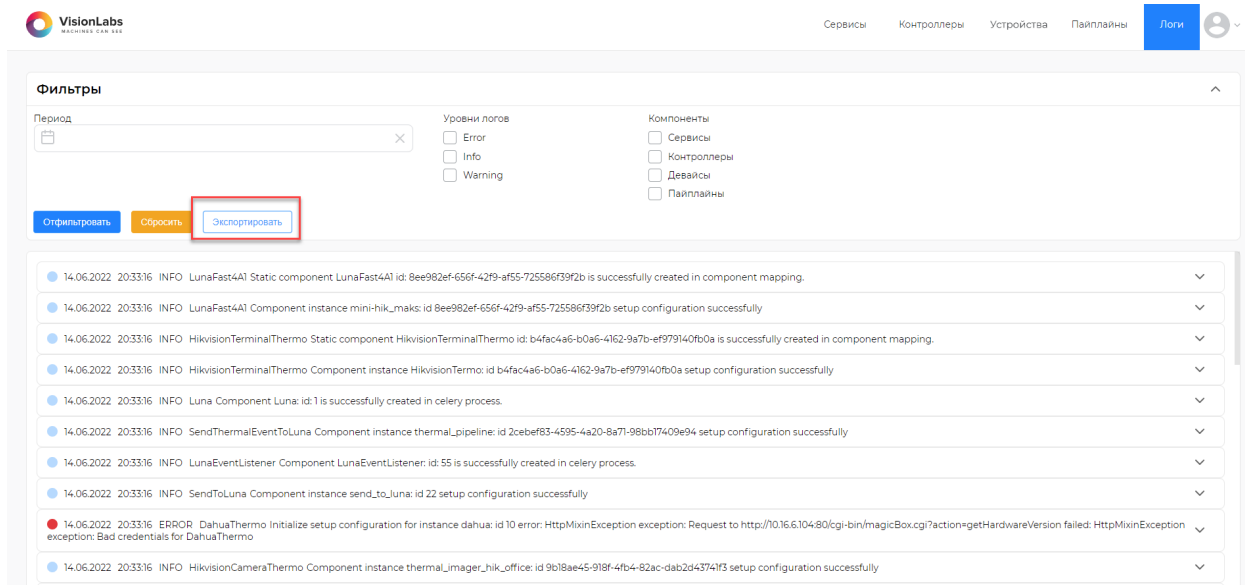 VisionLabs
MACHINES CAN SEE
Сервисы Контроллеры Устройства Пайплайны Логи
Фильтры
Период Уровни логов Компоненты
Error Сервисы
Info Контроллеры
Warning Девайсы
Пайплайны
Отфильтровать Сбросить Экспортировать
14.06.2022 20:33:16 INFO LunaFast4A1 Static component LunaFast4A1 id: 8ee982ef-656f-42f9-af55-725586f39f2b is successfully created in component mapping.
14.06.2022 20:33:16 INFO LunaFast4A1 Component instance mini-hik_maks: id 8ee982ef-656f-42f9-af55-725586f39f2b setup configuration successfully
14.06.2022 20:33:16 INFO HikvisionTerminalThermo Static component HikvisionTerminalThermo id: b4fac4a6-b0a6-4162-9a7b-ef979140fb0a is successfully created in component mapping.
14.06.2022 20:33:16 INFO HikvisionTerminalThermo Component instance HikvisionTermo: id b4fac4a6-b0a6-4162-9a7b-ef979140fb0a setup configuration successfully
14.06.2022 20:33:16 INFO Luna Component Luna: id: 1 is successfully created in celery process.
14.06.2022 20:33:16 INFO SendThermalEventToLuna Component instance thermal_pipeline: id 2cebef83-4595-4a20-8a71-98bb17409e94 setup configuration successfully
14.06.2022 20:33:16 INFO LunaEventListener Component LunaEventListener: id: 55 is successfully created in celery process.
14.06.2022 20:33:16 INFO SendToLuna Component instance send_to_luna: id 22 setup configuration successfully
14.06.2022 20:33:16 ERROR DahuaThermo Initialize setup configuration for instance dahua: id 10 error: HttpMixinException exception: Request to http://10.16.6.104:80/cgi-bin/magicBox.cgi?action=getHardwareVersion failed: HttpMixinException
exception: Bad credentials for DahuaThermo
14.06.2022 20:33:16 INFO HikvisionCameraThermo Component instance thermal_imager_hik_office: id 9b18ae45-918f-4fb4-82ac-dab2d43741f3 setup configuration successfully